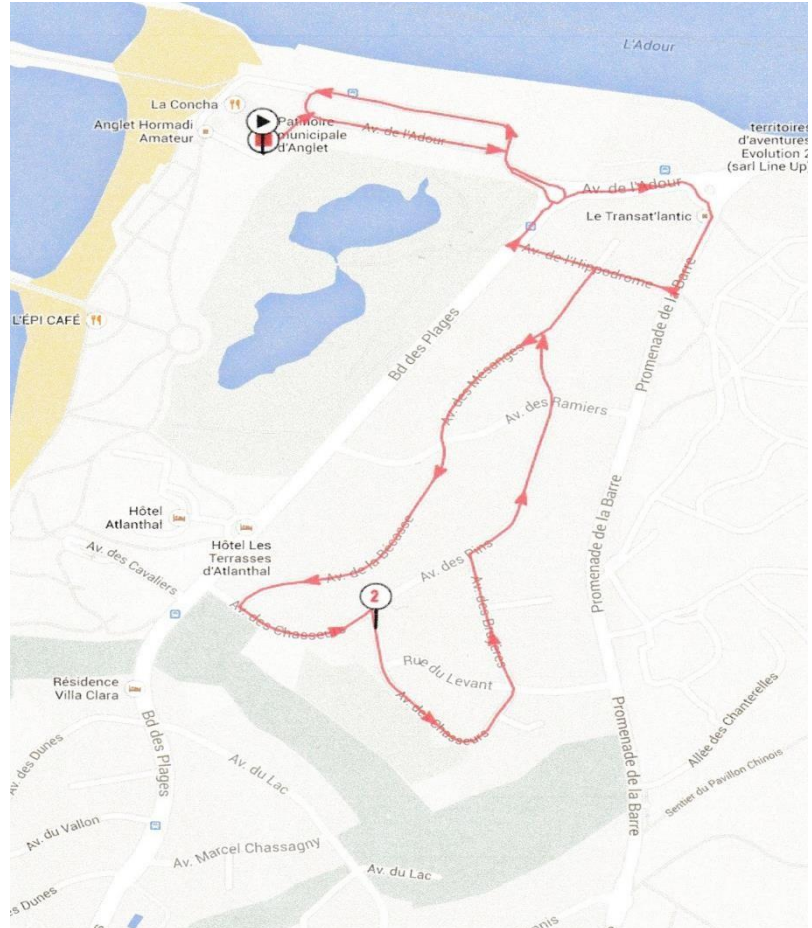 L'Adour
La Concha
Anglet Hormadi
Amateur
Patinoire
municipale
d'Anglet
Av. de l'Adour
territoires
d'aventures
Evolution 2
(sarl Line Up)
Av. de l'Adour
Le Transat'lantic
Av. de l'Hippodrome
L'ÉPI CAFÉ
Bd des Plages
Promenade de la Barre
Av. des Mésanges
Av. des Ramiers
Hôtel
Atlanthal
Hôtel Les
Terrasses
d'Atlanthal
Av. des Cavaliers
Av. de la Bécasse
Av. des Pins
Promenade de la Barre
2
Av. des Chasseurs
Av. des Bruyères
Rue du Levant
Résidence
Villa Clara
Av. des Chasseurs
Promenade de la Barre
Allée des Chanterelles
Sentier du Pavillon Chinois
Bd des Plages
Av. des Dunes
Av. du Lac
Av. du Vallon
Av. Marcel Chassagny
Av. du Lac
s Dunes